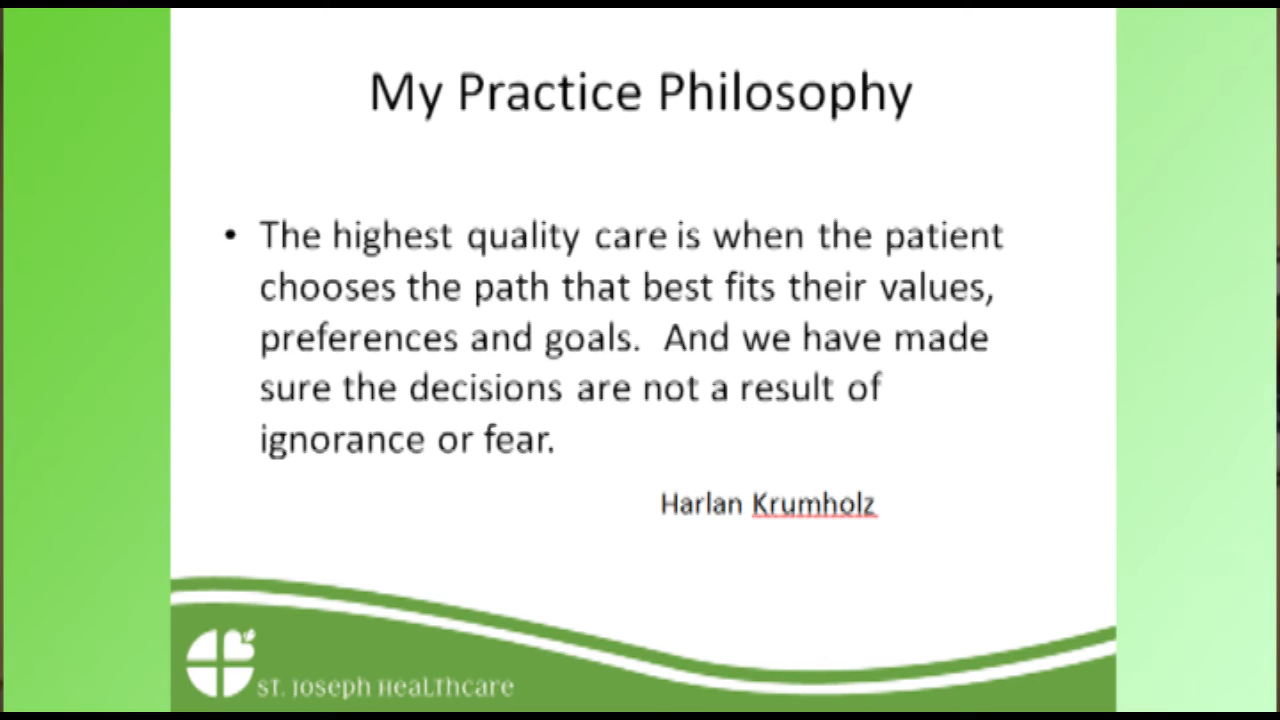 My Practice Philosophy
• The highest quality care is when the patient
chooses the path that best fits their values,
preferences and goals.  And we have made
sure the decisions are not a result of
ignorance or fear.
Harlan Krumholz
ST. Joseph HealThcare